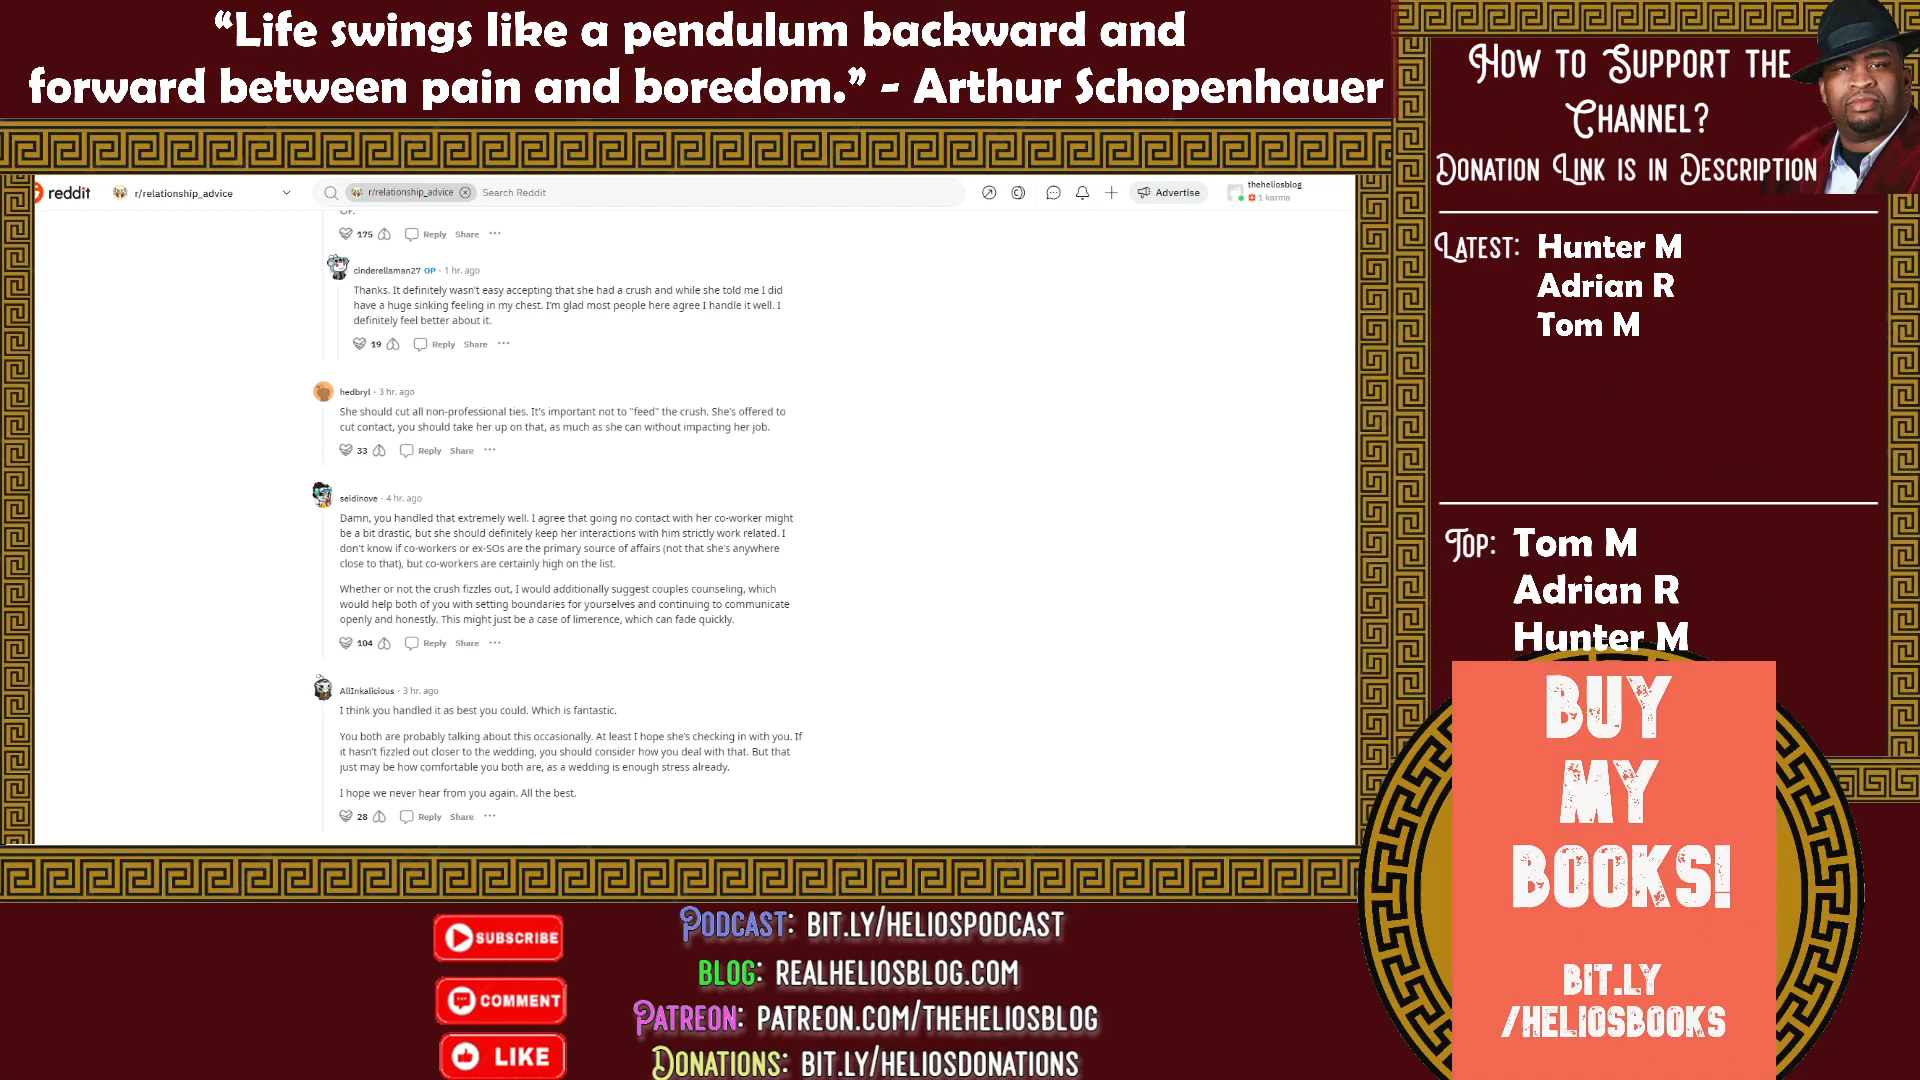 “Life swings like a pendulum backward and
forward between pain and boredom.” - Arthur Schopenhauer
How to Support the
Channel?
Donation Link is in Description
reddit r/relationship_advice r/relationship_advice Search Reddit Advertise theheliosblog
1 karma
OP.
175 Reply Share ...
cinderellaman27 OP · 1 hr. ago
Thanks. It definitely wasn't easy accepting that she had a crush and while she told me I did
have a huge sinking feeling in my chest. I'm glad most people here agree I handle it well. I
definitely feel better about it.
19 Reply Share ...
hedbryl · 3 hr. ago
She should cut all non-professional ties. It's important not to "feed" the crush. She's offered to
cut contact, you should take her up on that, as much as she can without impacting her job.
33 Reply Share ...
seidinove · 4 hr. ago
Damn, you handled that extremely well. I agree that going no contact with her co-worker might
be a bit drastic, but she should definitely keep her interactions with him strictly work related. I
don't know if co-workers or ex-SOs are the primary source of affairs (not that she's anywhere
close to that), but co-workers are certainly high on the list.
Whether or not the crush fizzles out, I would additionally suggest couples counseling, which
would help both of you with setting boundaries for yourselves and continuing to communicate
openly and honestly. This might just be a case of limerence, which can fade quickly.
104 Reply Share ...
AllInkalicious · 3 hr. ago
I think you handled it as best you could. Which is fantastic.
You both are probably talking about this occasionally. At least I hope she's checking in with you. If
it hasn't fizzled out closer to the wedding, you should consider how you deal with that. But that
just may be how comfortable you both are, as a wedding is enough stress already.
I hope we never hear from you again. All the best.
28 Reply Share ...
Latest: Hunter M
Adrian R
Tom M
Top: Tom M
Adrian R
Hunter M
BUY
MY
BOOKS!
BIT.LY
/HELIOSBOOKS
SUBSCRIBE
COMMENT
LIKE
Podcast: bit.ly/heliospodcast
Blog: realheliosblog.com
Patreon: patreon.com/theheliosblog
Donations: bit.ly/heliosdonations